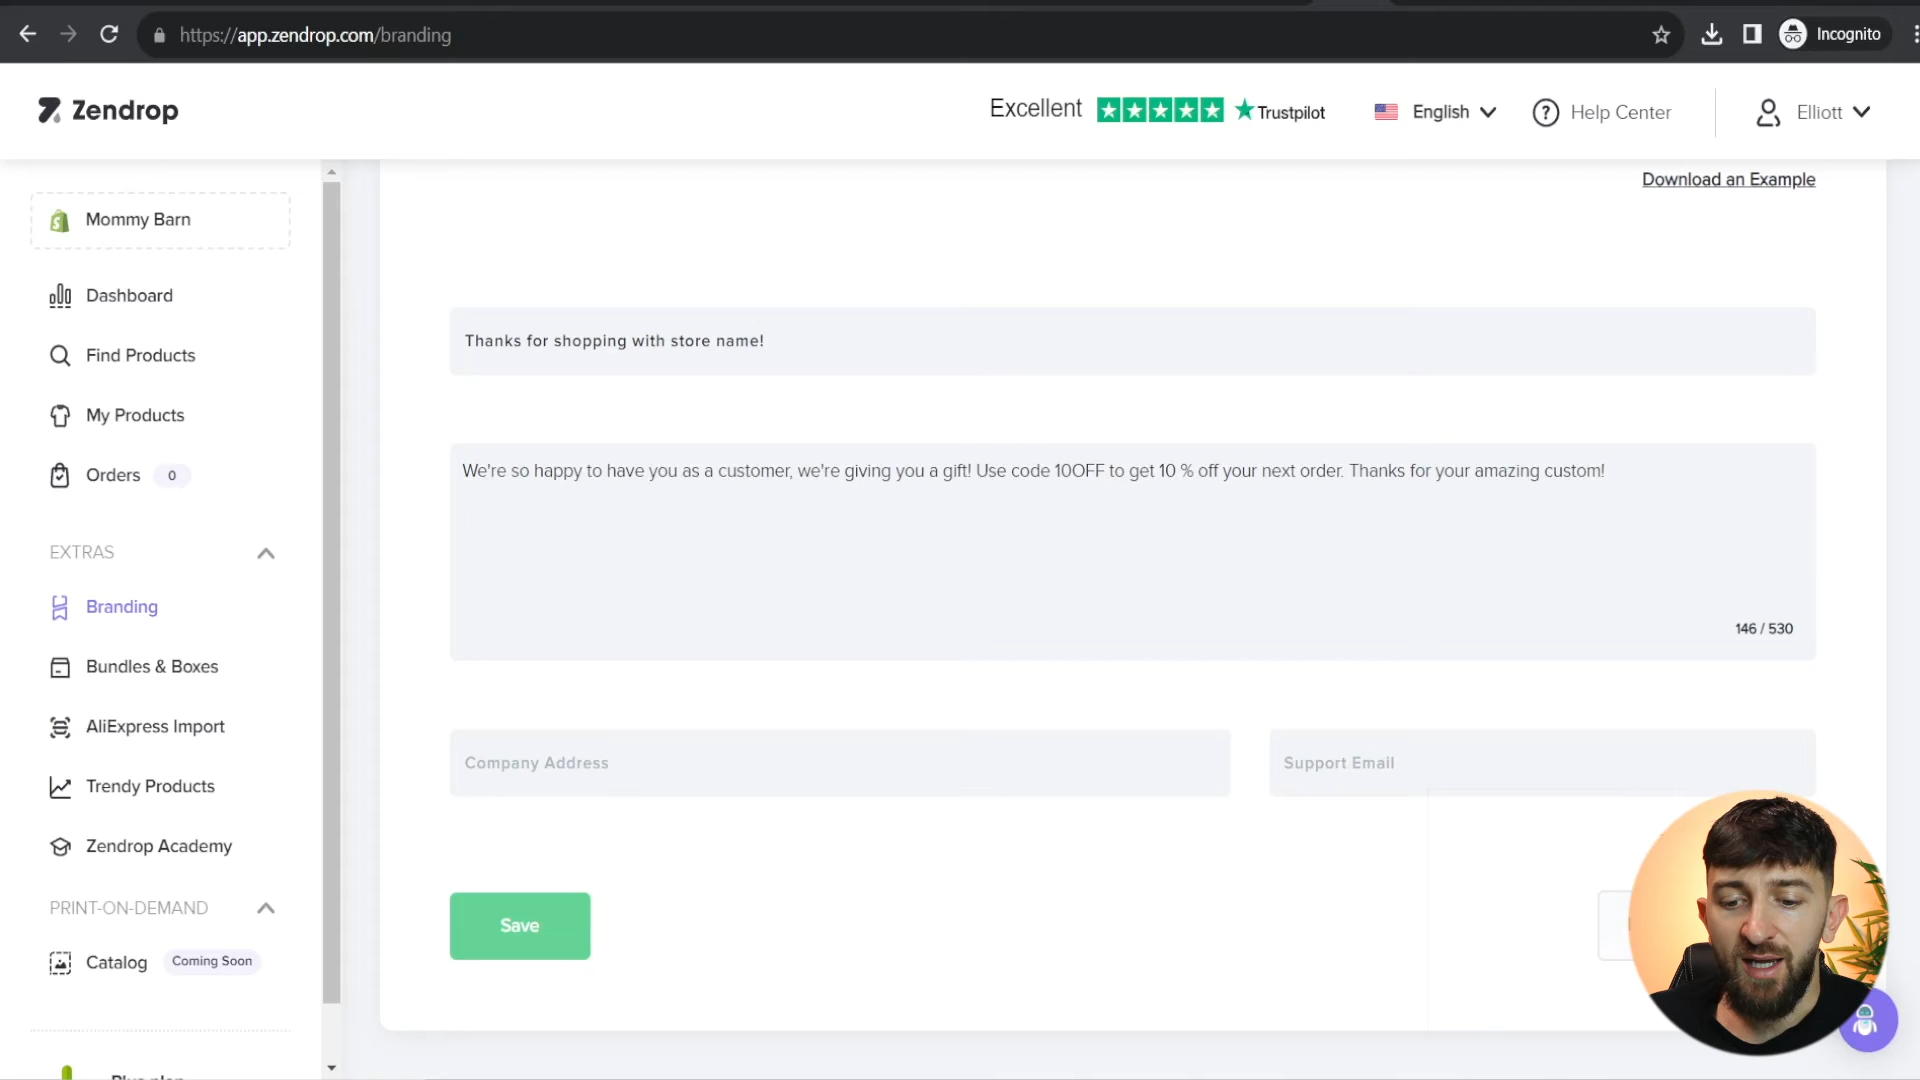 https://app.zendrop.com/branding
Incognito
Zendrop
Excellent
Trustpilot
English
Help Center
Elliott
Download an Example
Mommy Barn
Dashboard
Find Products
My Products
Orders 0
EXTRAS
Branding
Bundles & Boxes
AliExpress Import
Trendy Products
Zendrop Academy
PRINT-ON-DEMAND
Catalog Coming Soon
Thanks for shopping with store name!
We're so happy to have you as a customer, we're giving you a gift! Use code 10OFF to get 10 % off your next order. Thanks for your amazing custom!
146 / 530
Company Address
Support Email
Save